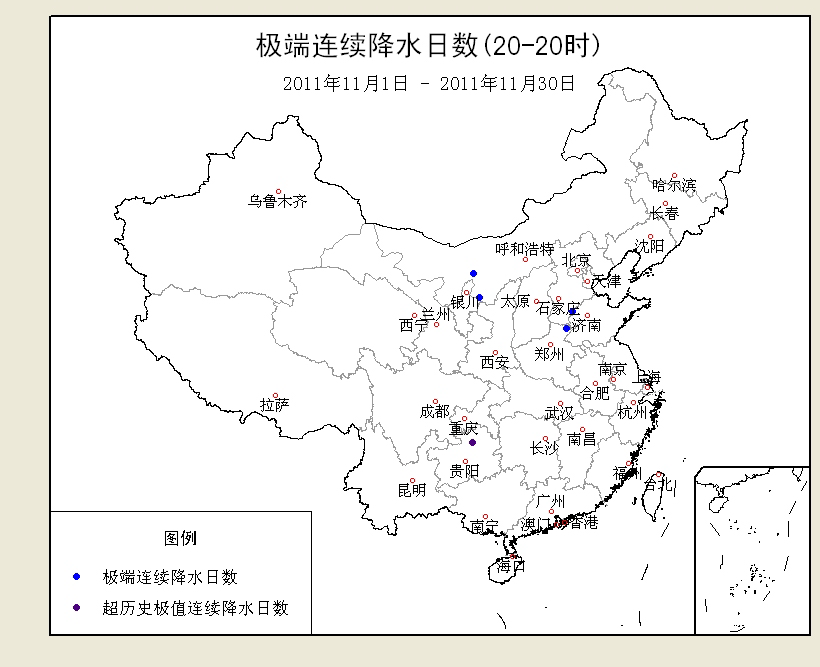 极端连续降水日数(20-20时)
2011年11月1日 - 2011年11月30日
哈尔滨
乌鲁木齐
长春
沈阳
呼和浩特
北京
天津
银川
太原
石家庄
兰州
西宁
济南
郑州
西安
南京
上海
合肥
拉萨
成都
武汉
杭州
重庆
南昌
长沙
贵阳
福州
台北
昆明
广州
南宁
澳门
香港
海口
图例
极端连续降水日数
超历史极值连续降水日数